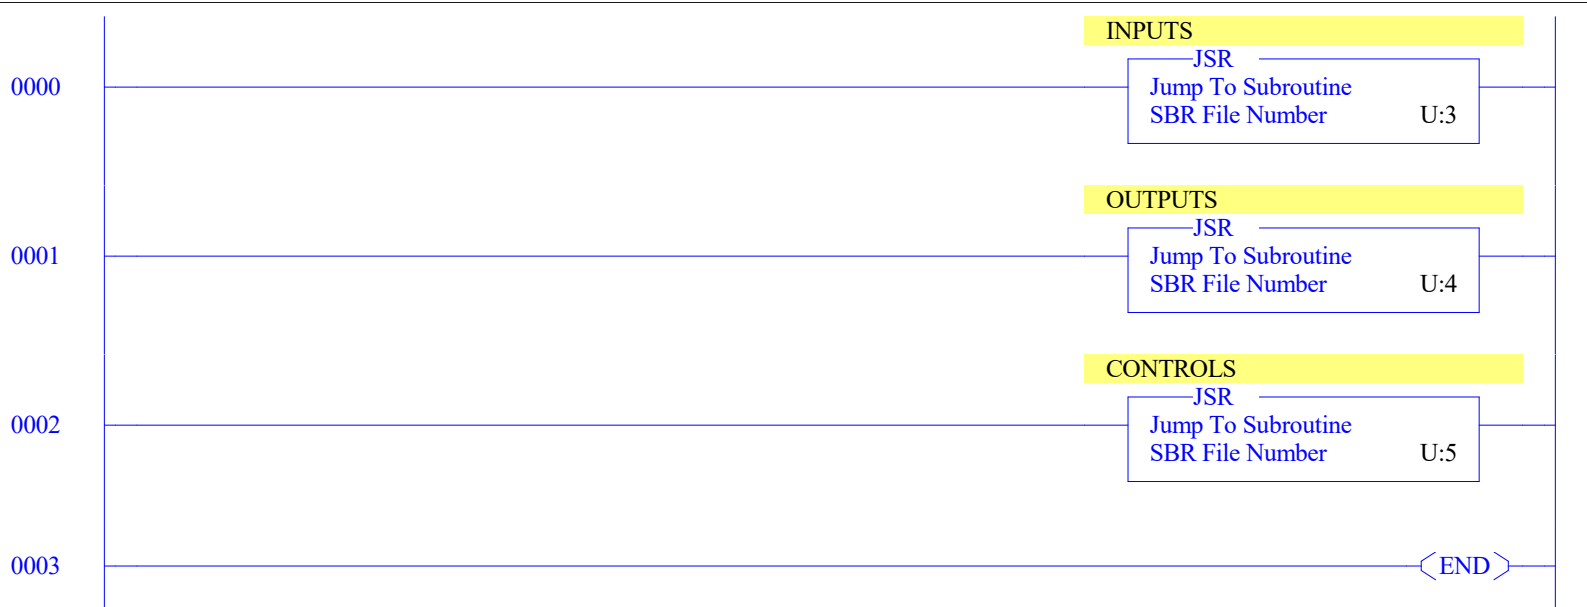 INPUTS
JSR
0000
Jump To Subroutine
SBR File Number U:3
OUTPUTS
JSR
0001
Jump To Subroutine
SBR File Number U:4
CONTROLS
JSR
0002
Jump To Subroutine
SBR File Number U:5
0003
END